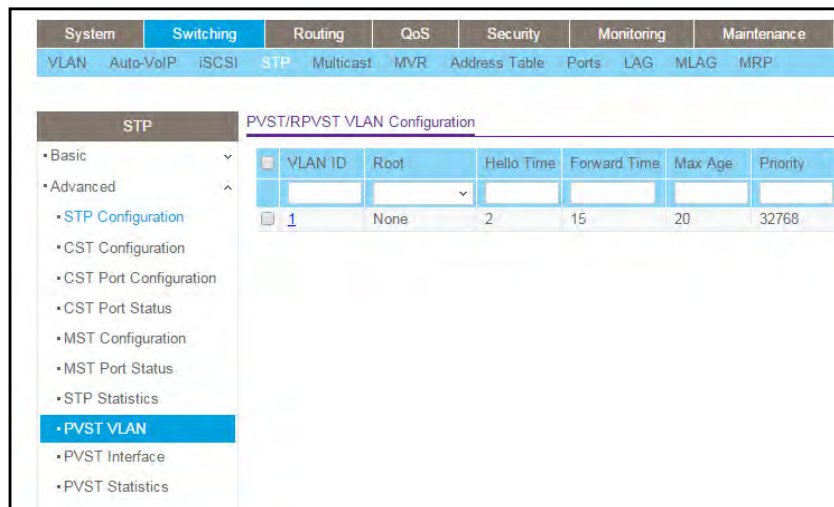 System Switching Routing QoS Security Monitoring Maintenance
VLAN Auto-VoIP iSCSI STP Multicast MVR Address Table Ports LAG MLAG MRP
STP
Basic
Advanced
STP Configuration
CST Configuration
CST Port Configuration
CST Port Status
MST Configuration
MST Port Status
STP Statistics
PVST VLAN
PVST Interface
PVST Statistics
PVST/RPVST VLAN Configuration
VLAN ID Root Hello Time Forward Time Max Age Priority
1 None 2 15 20 32768